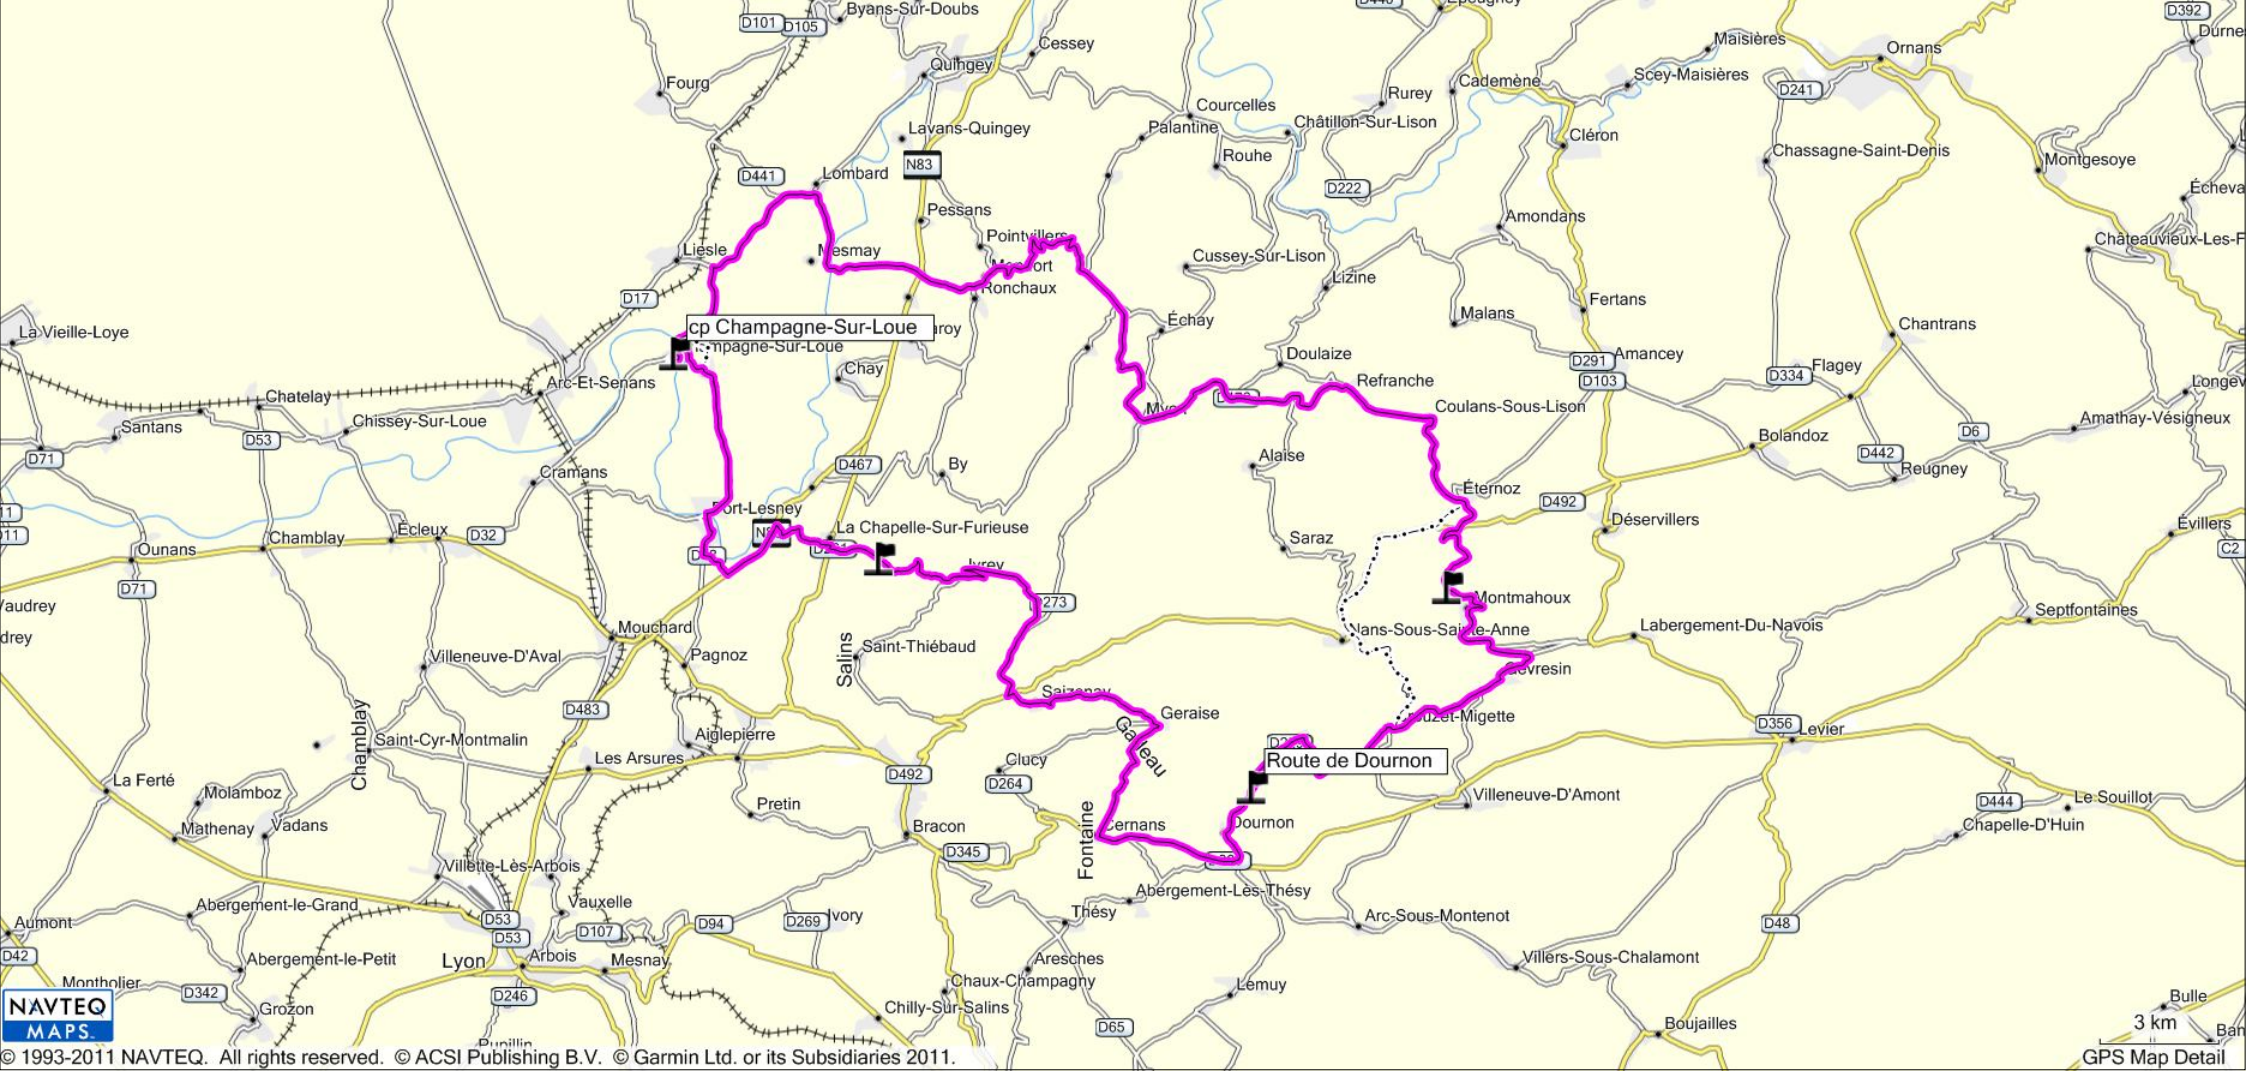 Byans-Sur-Doubs
D101
D105
D392
Cessey
Maisières
Ornans
Quingey
Fourg
Scey-Maisières
Cademène
D241
Rurey
Courcelles
Lavans-Quingey
Palantine
Châtillon-Sur-Lison
Cléron
N83
Rouhe
Chassagne-Saint-Denis
Montgesoye
D441
Lombard
D222
Pessans
Amondans
Pointvillers
Liesle
Mesmay
Cussey-Sur-Lison
Lizine
Ronchaux
D17
Fertans
La Vieille-Loye
cp Champagne-Sur-Loue
Échay
Malans
Chantrans
Doulaize
D291
Amancey
Chay
Arc-Et-Senans
Refranche
D103
D334
Flagey
Chatelay
Coulans-Sous-Lison
Santans
Chissey-Sur-Loue
Amathay-Vésigneux
D53
D6
Bolandoz
D71
D467
By
Alaise
D442
Reugney
Cramans
Éternoz
D492
Port-Lesney
Déservillers
Évillers
Ecleux
D32
La Chapelle-Sur-Furieuse
Chamblay
Saraz
Ounans
C2
Ivrey
D71
Montmahoux
Septfontaines
Mouchard
Nans-Sous-Sainte-Anne
Labergement-Du-Navois
Salins
Saint-Thiébaud
Villeneuve-D'Aval
Pagnoz
Saizenay
D483
Geraise
D356
Levier
Chamblay
Saint-Cyr-Montmalin
Aiglepierre
Gadeau
Les Arsures
Clucy
Route de Dournon
La Ferté
D492
D264
Molamboz
Pretin
Villeneuve-D'Amont
D444
Le Souillot
Mathenay
Vadans
Bracon
Fontaine
Cernans
Dournon
Chapelle-D'Huin
D345
Villette-Lès-Arbois
Abergement-Lès-Thésy
Abergement-le-Grand
Vauxelle
Thésy
Arc-Sous-Montenot
Aumont
D53
D53
D107
D94
D269
Ivory
D48
D42
Abergement-le-Petit
Lyon
Arbois
Mesnay
Aresches
Villers-Sous-Chalamont
Montholier
D342
D246
Chaux-Champagny
Lemuy
Bulle
NAVTEQ
MAPS
Grozon
Chilly-Sur-Salins
D65
Boujailles
3 km
Pupillin
© 1993-2011 NAVTEQ. All rights reserved. © ACSI Publishing B.V. © Garmin Ltd. or its Subsidiaries 2011.
GPS Map Detail